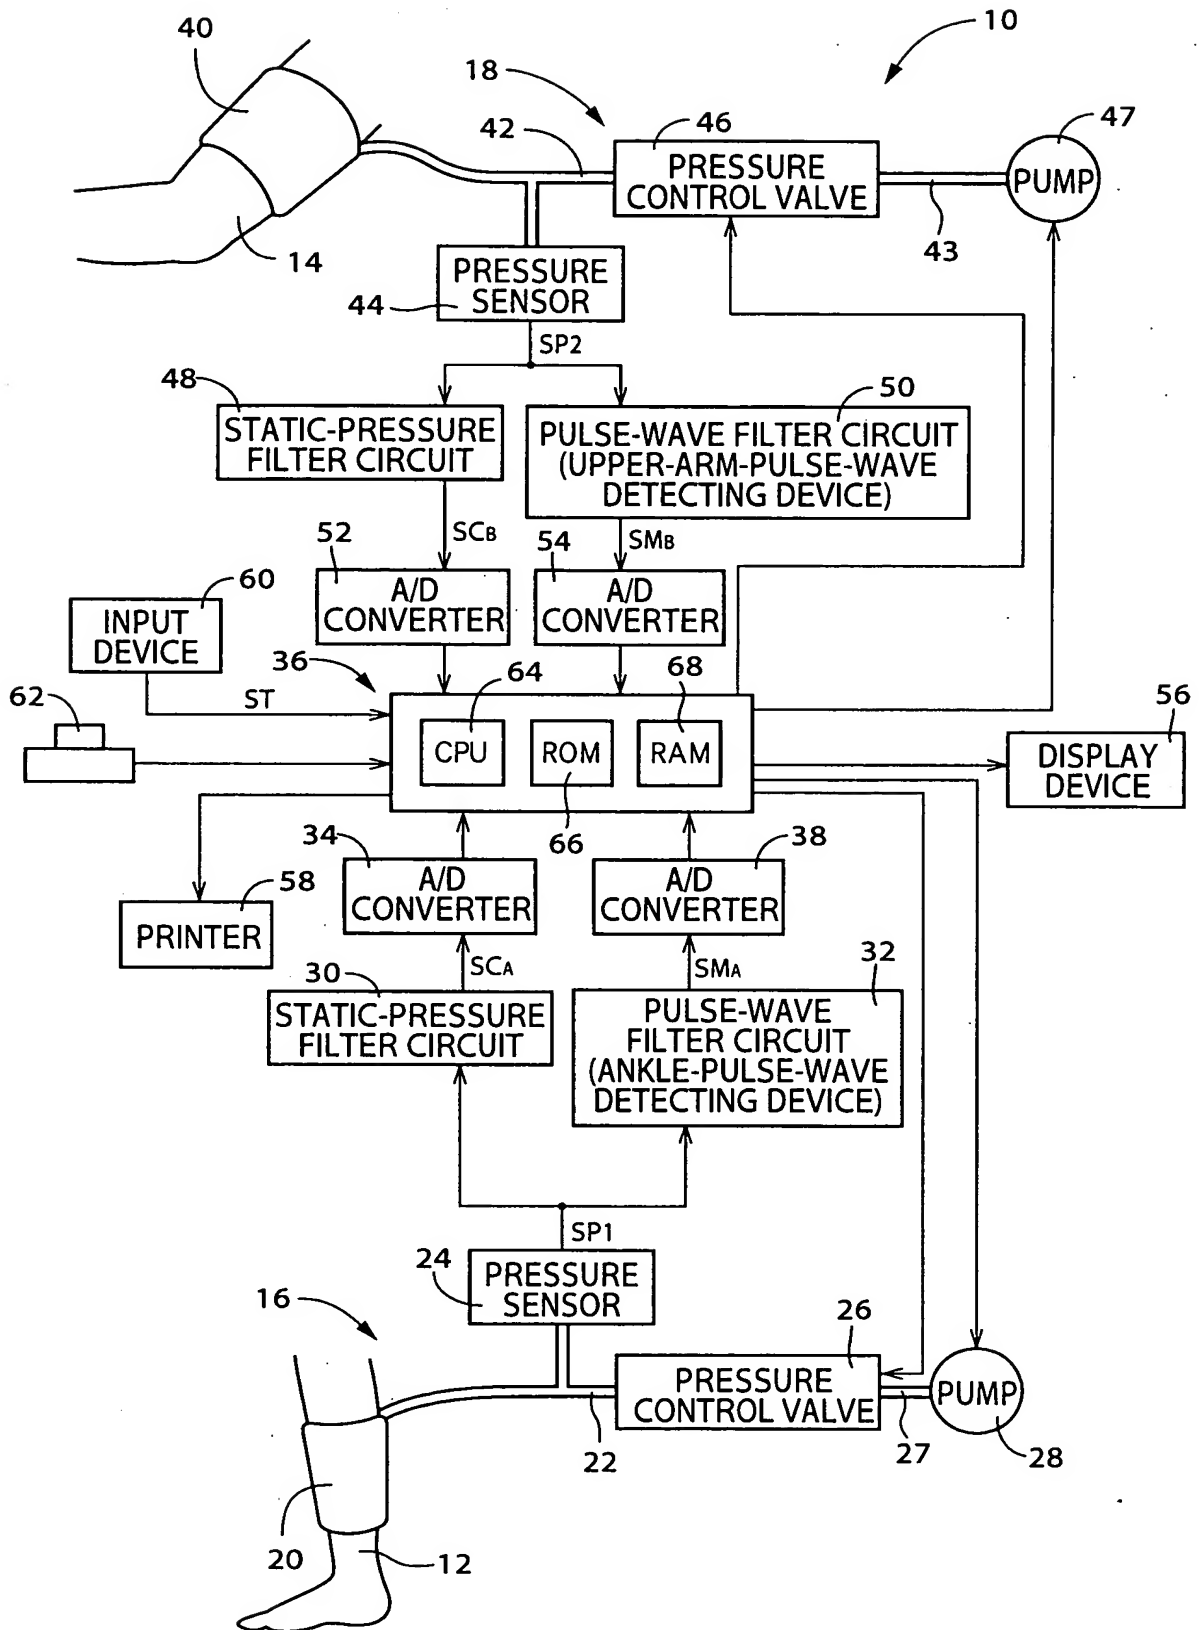 40
10
18
42
46
47
PRESSURE
CONTROL VALVE
PUMP
14
43
PRESSURE
SENSOR
44
SP2
48
50
STATIC-PRESSURE
FILTER CIRCUIT
PULSE-WAVE FILTER CIRCUIT
(UPPER-ARM-PULSE-WAVE
DETECTING DEVICE)
52
SCB
54
SMB
60
A/D
CONVERTER
A/D
CONVERTER
INPUT
DEVICE
36
64
68
62
ST
56
CPU
ROM
RAM
DISPLAY
DEVICE
34
66
38
58
A/D
CONVERTER
A/D
CONVERTER
PRINTER
30
SCA
SMA
32
STATIC-PRESSURE
FILTER CIRCUIT
PULSE-WAVE
FILTER CIRCUIT
(ANKLE-PULSE-WAVE
DETECTING DEVICE)
SP1
24
PRESSURE
SENSOR
16
26
PRESSURE
CONTROL VALVE
PUMP
22
27
28
20
12